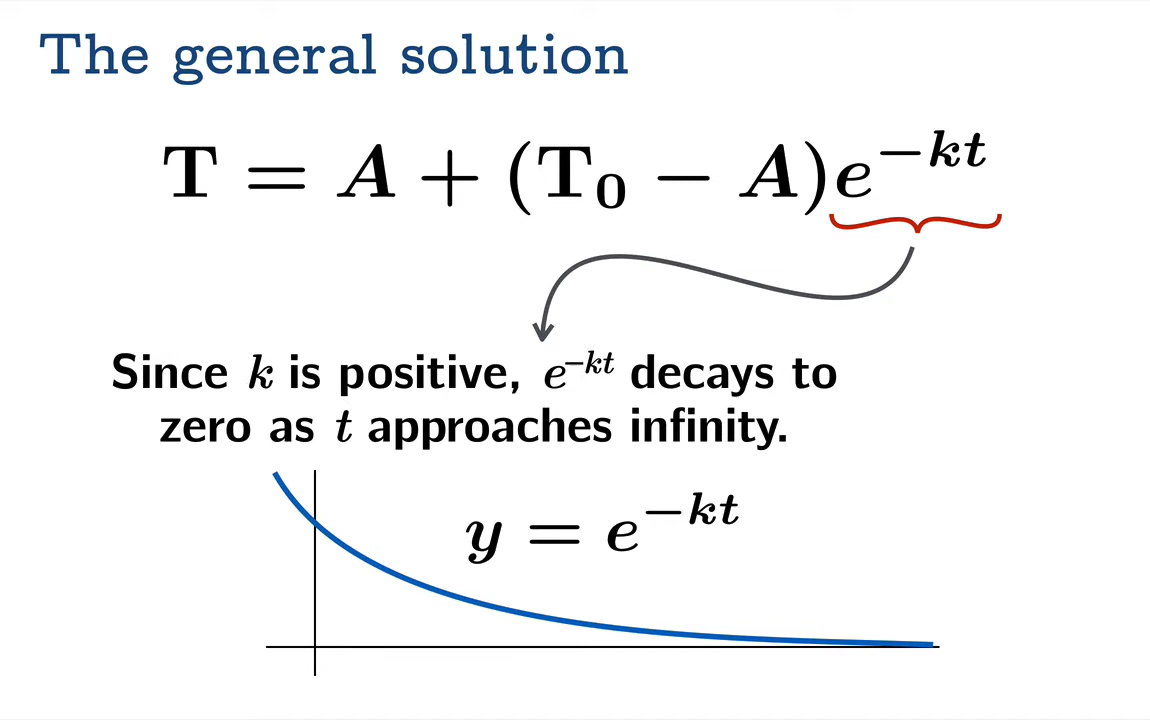 The general solution
T = A + (T₀ − A)e^{−kt}
Since k is positive, e^{−kt} decays to
zero as t approaches infinity.
y = e^{−kt}